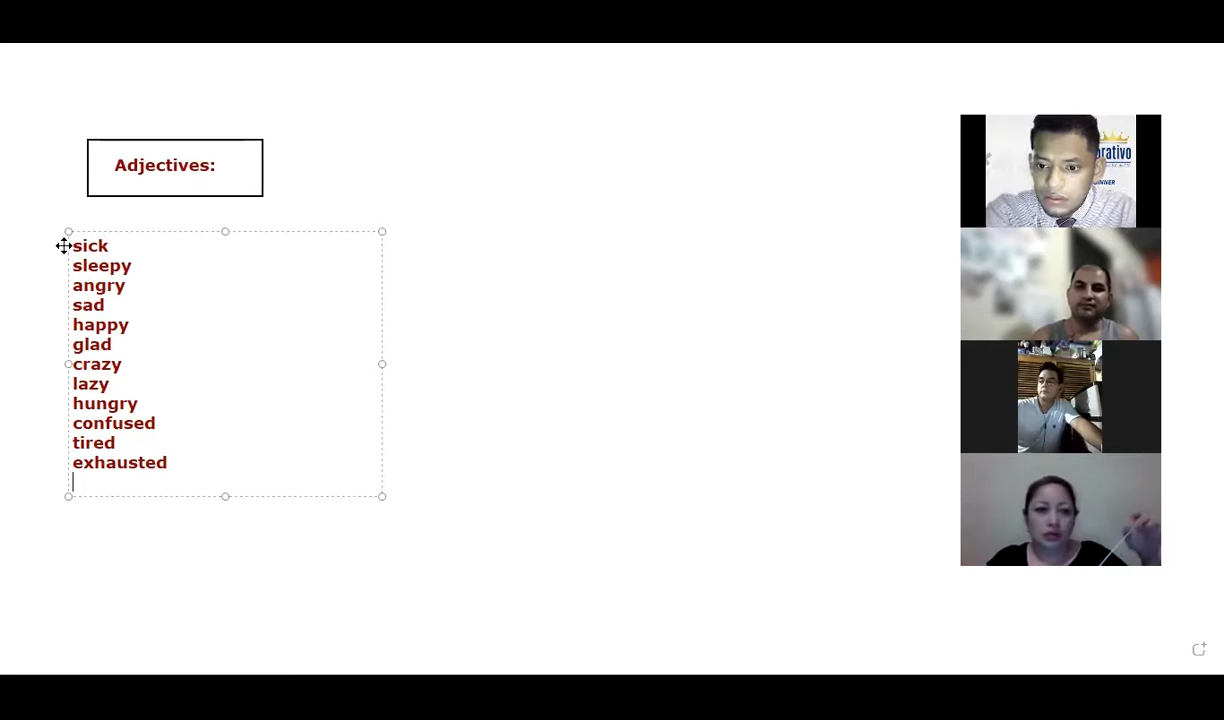 Adjectives:
sick
sleepy
angry
sad
happy
glad
crazy
lazy
hungry
confused
tired
exhausted